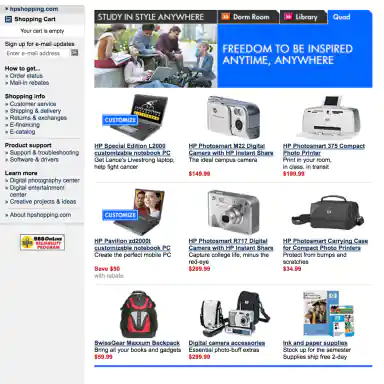 » hpshopping.com
Shopping Cart
Your cart is empty
Sign up for e-mail updates
Enter e-mail address
How to get...
» Order status
» Mail-in rebates
Shopping info
» Customer service
» Shipping & delivery
» Returns & exchanges
» E-financing
» E-catalog
Product support
» Support & troubleshooting
» Software & drivers
Learn more
» Digital photography center
» Digital entertainment
center
» Creative projects & ideas
» About hpshopping.com
BBB OnLine
RELIABILITY
PROGRAM
STUDY IN STYLE ANYWHERE
Dorm Room
Library
Quad
FREEDOM TO BE INSPIRED
ANYTIME, ANYWHERE
CUSTOMIZE
HP Special Edition L2000
customizable notebook PC
Get Lance's Livestrong laptop,
help fight cancer
HP Photosmart M22 Digital
Camera with HP Instant Share
The ideal campus camera
$149.99
HP Photosmart 375 Compact
Photo Printer
Print in your room,
in class, in transit
$199.99
CUSTOMIZE
HP Pavilion zd2000t
customizable notebook PC
Create the perfect mobile PC
Save $50
with rebate
HP Photosmart R717 Digital
Camera with HP Instant Share
Capture college life, minus the
red-eye
$299.99
HP Photosmart Carrying Case
for Compact Photo Printers
Protect from bumps and
scratches
$34.99
SwissGear Maxxum Backpack
Bring all your books and gadgets
$59.99
Digital camera accessories
Essential photo-buff extras
$299.99
Ink and paper supplies
Stock up for the semester
Supplies ship free 2-day